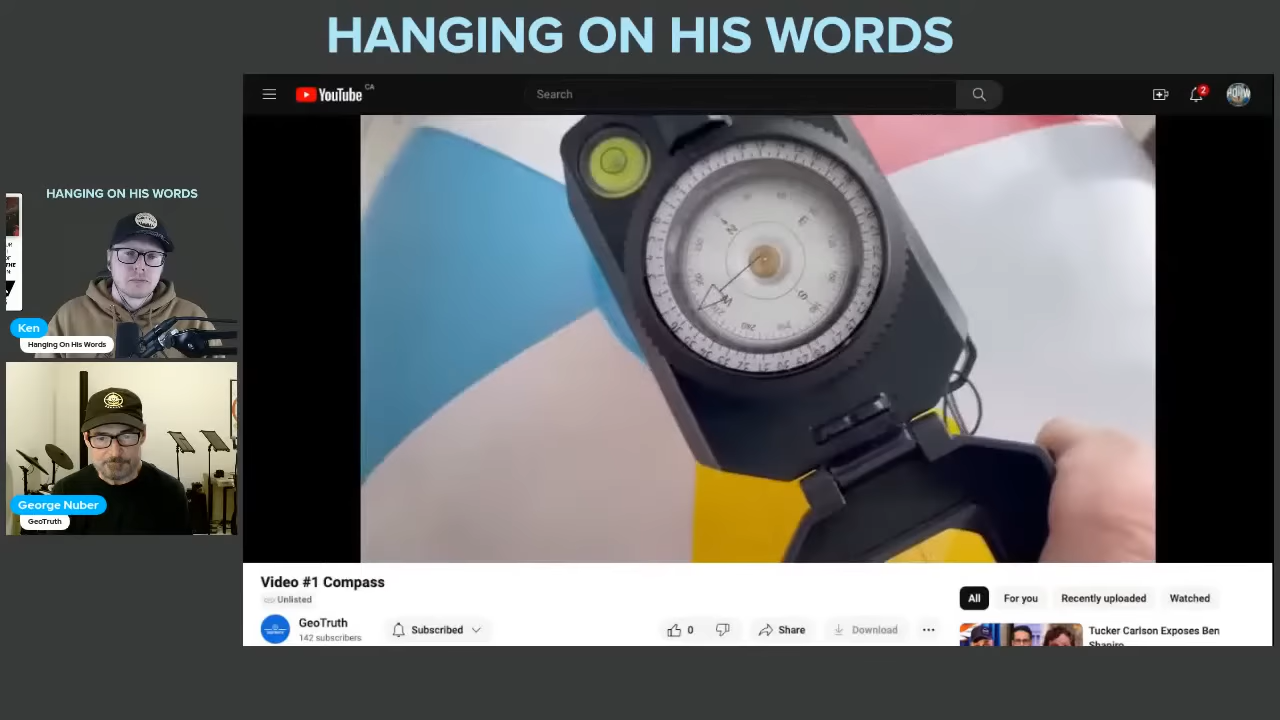 HANGING ON HIS WORDS
YouTube CA
Search
2
HANGING ON HIS WORDS
Ken
Hanging On His Words
George Nuber
GeoTruth
N
E
S
W
Video #1 Compass
Unlisted
GeoTruth
142 subscribers
Subscribed
0
Share
Download
All
For you
Recently uploaded
Watched
Tucker Carlson Exposes Ben
Shapiro